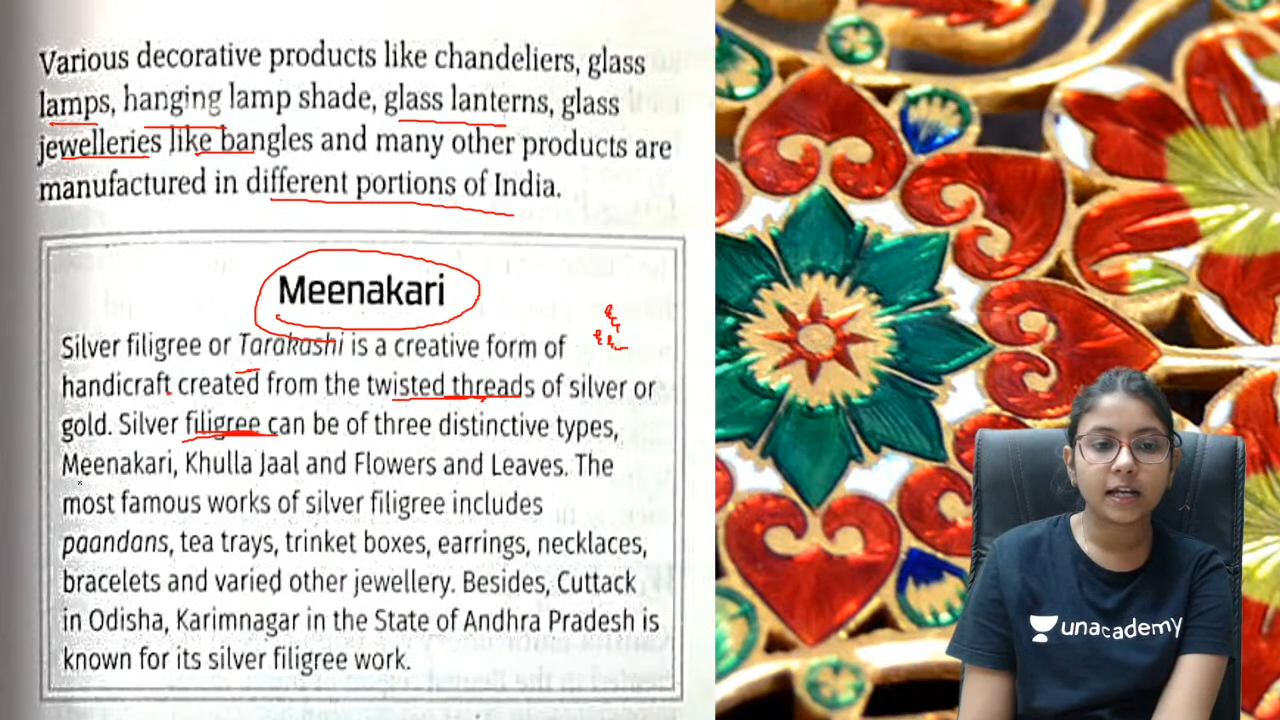 Various decorative products like chandeliers, glass
lamps, hanging lamp shade, glass lanterns, glass
jewelleries like bangles and many other products are
manufactured in different portions of India.
Meenakari
Silver filigree or Tarakashi is a creative form of
handicraft created from the twisted threads of silver or
gold. Silver filigree can be of three distinctive types,
Meenakari, Khulla Jaal and Flowers and Leaves. The
most famous works of silver filigree includes
paandans, tea trays, trinket boxes, earrings, necklaces,
bracelets and varied other jewellery. Besides, Cuttack
in Odisha, Karimnagar in the State of Andhra Pradesh is
known for its silver filigree work.
unacademy